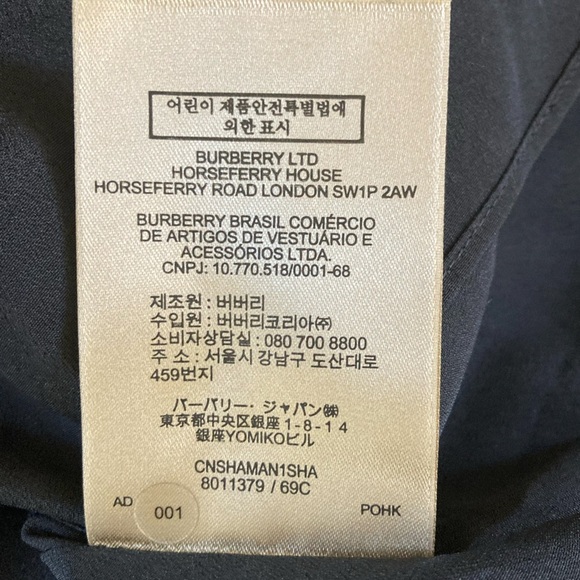 어린이 제품안전특별법에
의한 표시
BURBERRY LTD
HORSEFERRY HOUSE
HORSEFERRY ROAD LONDON SW1P 2AW
BURBERRY BRASIL COMÉRCIO
DE ARTIGOS DE VESTUÁRIO E
ACESSÓRIOS LTDA.
CNPJ: 10.770.518/0001-68
제조원 : 버버리
수입원 : 버버리코리아㈜
소비자상담실 : 080 700 8800
주 소 : 서울시 강남구 도산대로
459번지
バーバリー・ジャパン㈱
東京都中央区銀座1-8-14
銀座YOMIKOビル
CNSHAMAN1SHA
8011379 / 69C
AD 001 POHK